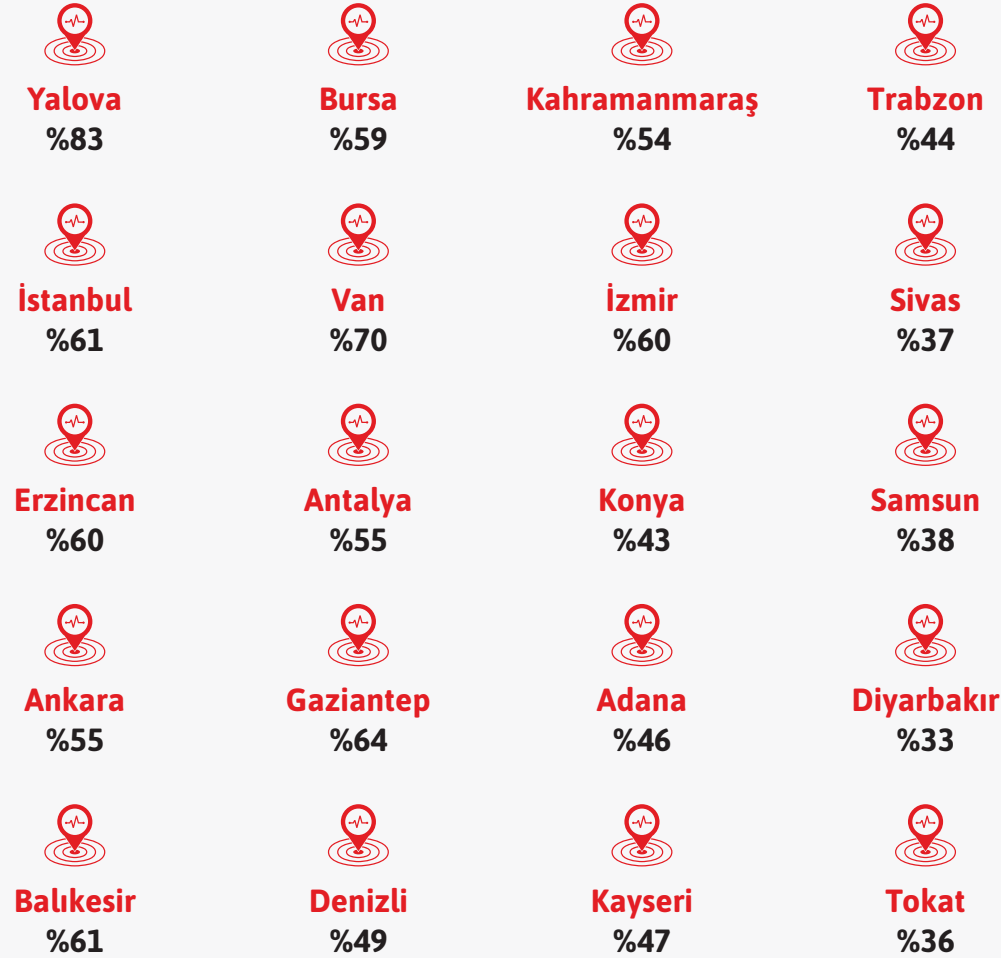 Yalova
%83
Bursa
%59
Kahramanmaraş
%54
Trabzon
%44
İstanbul
%61
Van
%70
İzmir
%60
Sivas
%37
Erzincan
%60
Antalya
%55
Konya
%43
Samsun
%38
Ankara
%55
Gaziantep
%64
Adana
%46
Diyarbakır
%33
Balıkesir
%61
Denizli
%49
Kayseri
%47
Tokat
%36